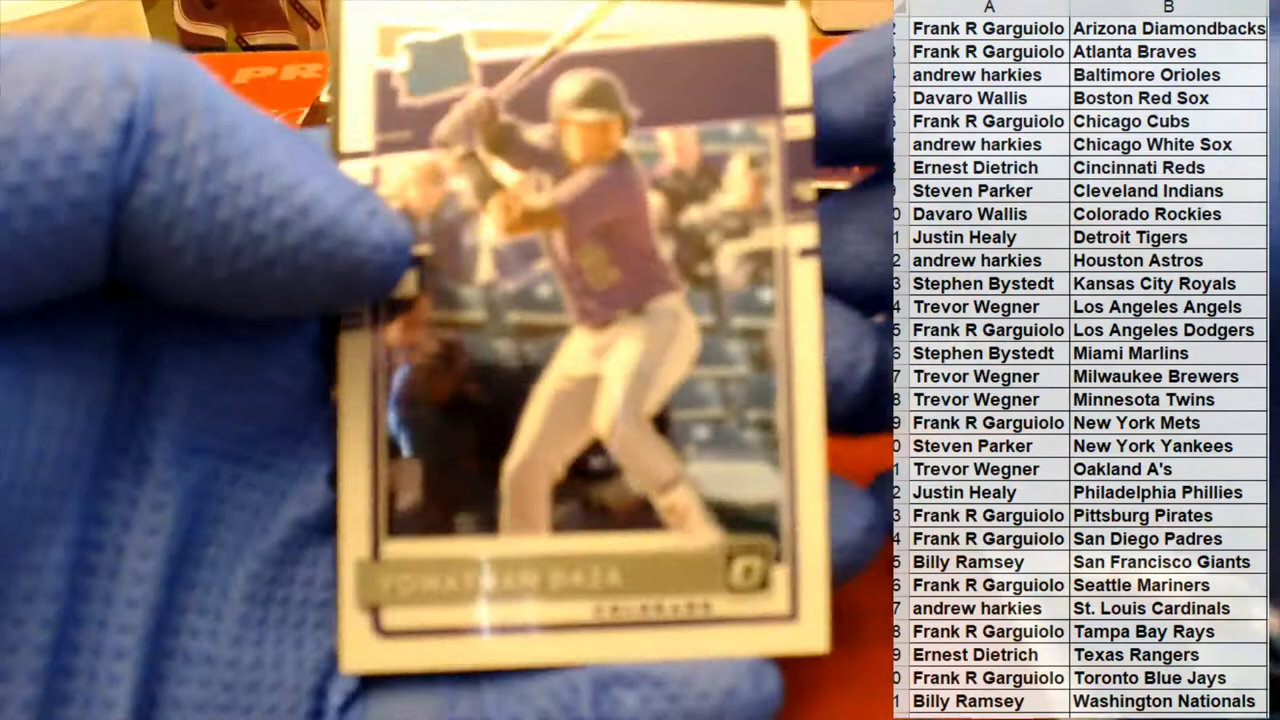 PR
YONATHAN DAZA
COLORADO
A B
Frank R Garguiolo Arizona Diamondbacks
Frank R Garguiolo Atlanta Braves
andrew harkies Baltimore Orioles
Davaro Wallis Boston Red Sox
Frank R Garguiolo Chicago Cubs
andrew harkies Chicago White Sox
Ernest Dietrich Cincinnati Reds
Steven Parker Cleveland Indians
Davaro Wallis Colorado Rockies
Justin Healy Detroit Tigers
andrew harkies Houston Astros
Stephen Bystedt Kansas City Royals
Trevor Wegner Los Angeles Angels
Frank R Garguiolo Los Angeles Dodgers
Stephen Bystedt Miami Marlins
Trevor Wegner Milwaukee Brewers
Trevor Wegner Minnesota Twins
Frank R Garguiolo New York Mets
Steven Parker New York Yankees
Trevor Wegner Oakland A's
Justin Healy Philadelphia Phillies
Frank R Garguiolo Pittsburg Pirates
Frank R Garguiolo San Diego Padres
Billy Ramsey San Francisco Giants
Frank R Garguiolo Seattle Mariners
andrew harkies St. Louis Cardinals
Frank R Garguiolo Tampa Bay Rays
Ernest Dietrich Texas Rangers
Frank R Garguiolo Toronto Blue Jays
Billy Ramsey Washington Nationals